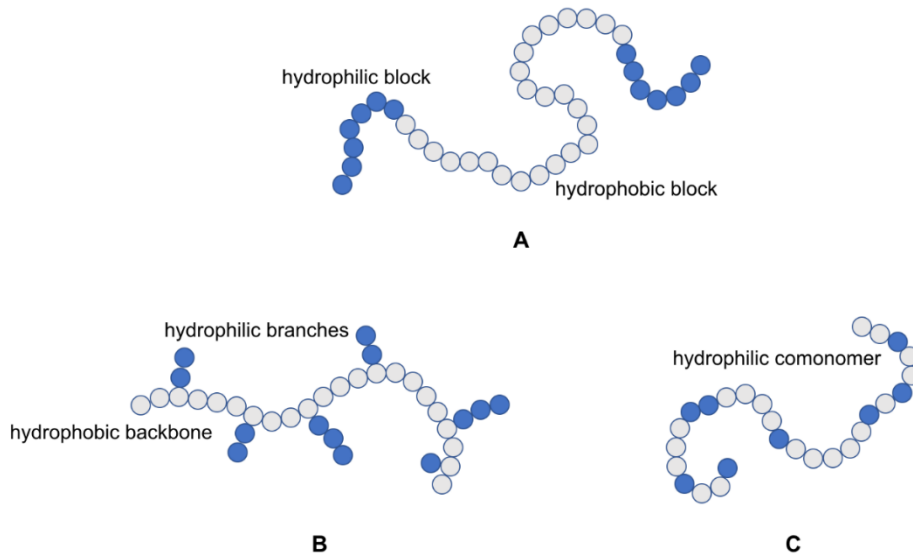 hydrophilic block
hydrophobic block
A
hydrophilic branches
hydrophobic backbone
B
hydrophilic comonomer
C